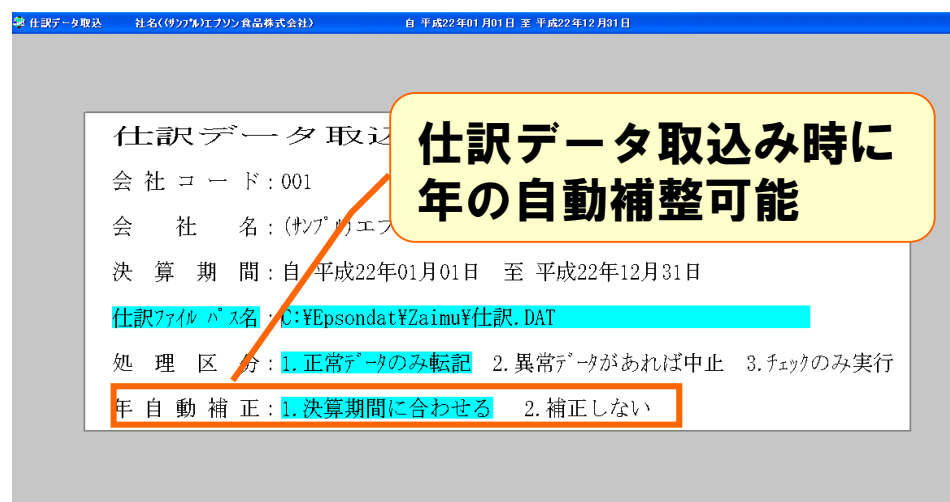 仕訳データ取込 社名((ｻﾝﾌﾟﾙ)エプソン食品株式会社) 自 平成22年01月01日 至 平成22年12月31日
仕訳データ取込
仕訳データ取込み時に
年の自動補整可能
会社コード:001
会社名:(ｻﾝﾌﾟﾙ)エプ
決算期間:自 平成22年01月01日 至 平成22年12月31日
仕訳ﾌｧｲﾙ ﾊﾟｽ名:C:¥Epsondat¥Zaimu¥仕訳.DAT
処理区分:1.正常ﾃﾞｰﾀのみ転記 2.異常ﾃﾞｰﾀがあれば中止 3.ﾁｪｯｸのみ実行
年自動補正:1.決算期間に合わせる 2.補正しない